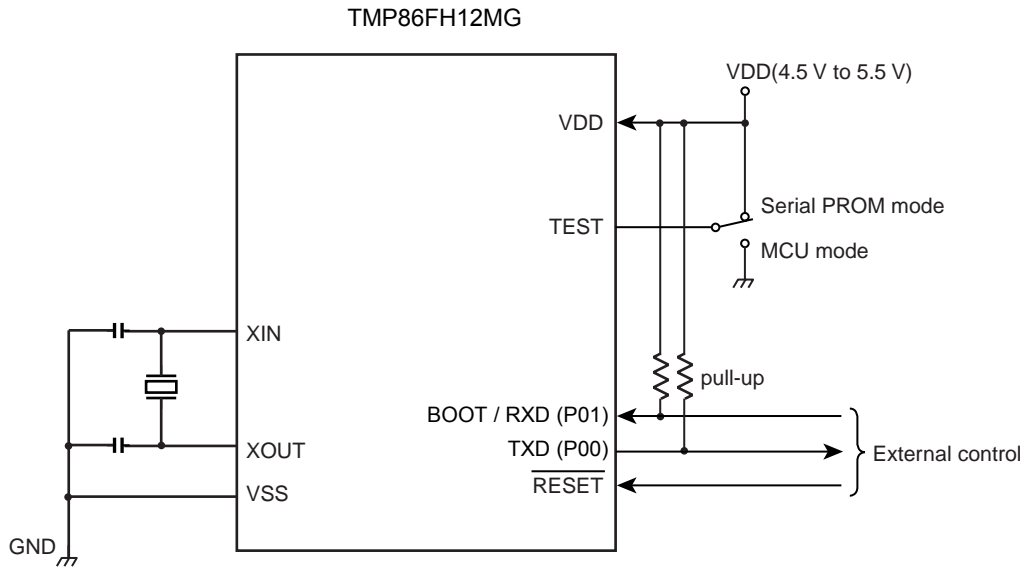 TMP86FH12MG
VDD(4.5 V to 5.5 V)
VDD
Serial PROM mode
TEST
MCU mode
XIN
pull-up
BOOT / RXD (P01)
XOUT
TXD (P00)
External control
RESET
VSS
GND